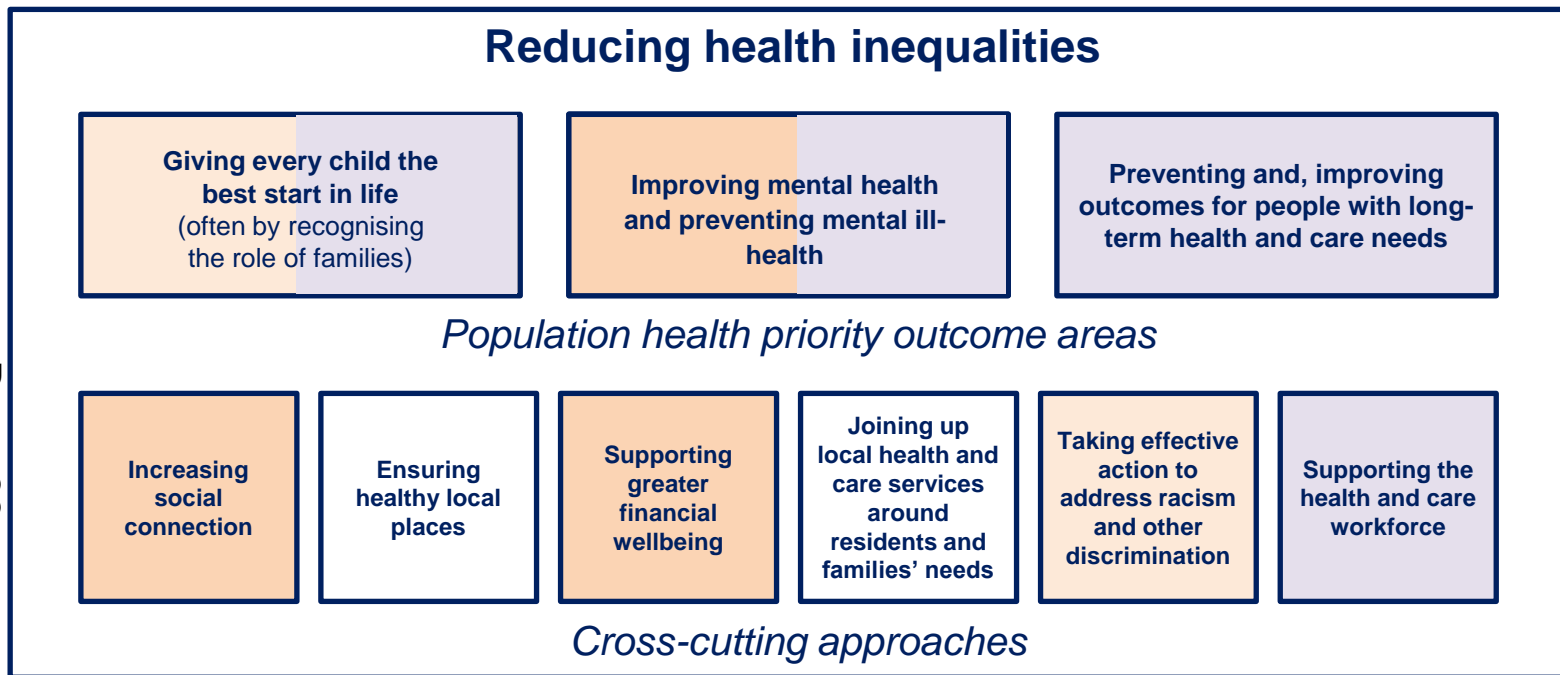 Reducing health inequalities
Giving every child the
best start in life
(often by recognising
the role of families)
Improving mental health
and preventing mental ill-
health
Preventing and, improving
outcomes for people with long-
term health and care needs
Population health priority outcome areas
Increasing
social
connection
Ensuring
healthy local
places
Supporting
greater
financial
wellbeing
Joining up
local health and
care services
around
residents and
families’ needs
Taking effective
action to
address racism
and other
discrimination
Supporting the
health and care
workforce
Cross-cutting approaches